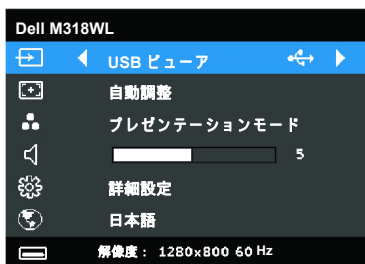 Dell M318WL
USB ビューア
自動調整
プレゼンテーションモード
5
詳細設定
日本語
解像度： 1280x800 60 Hz